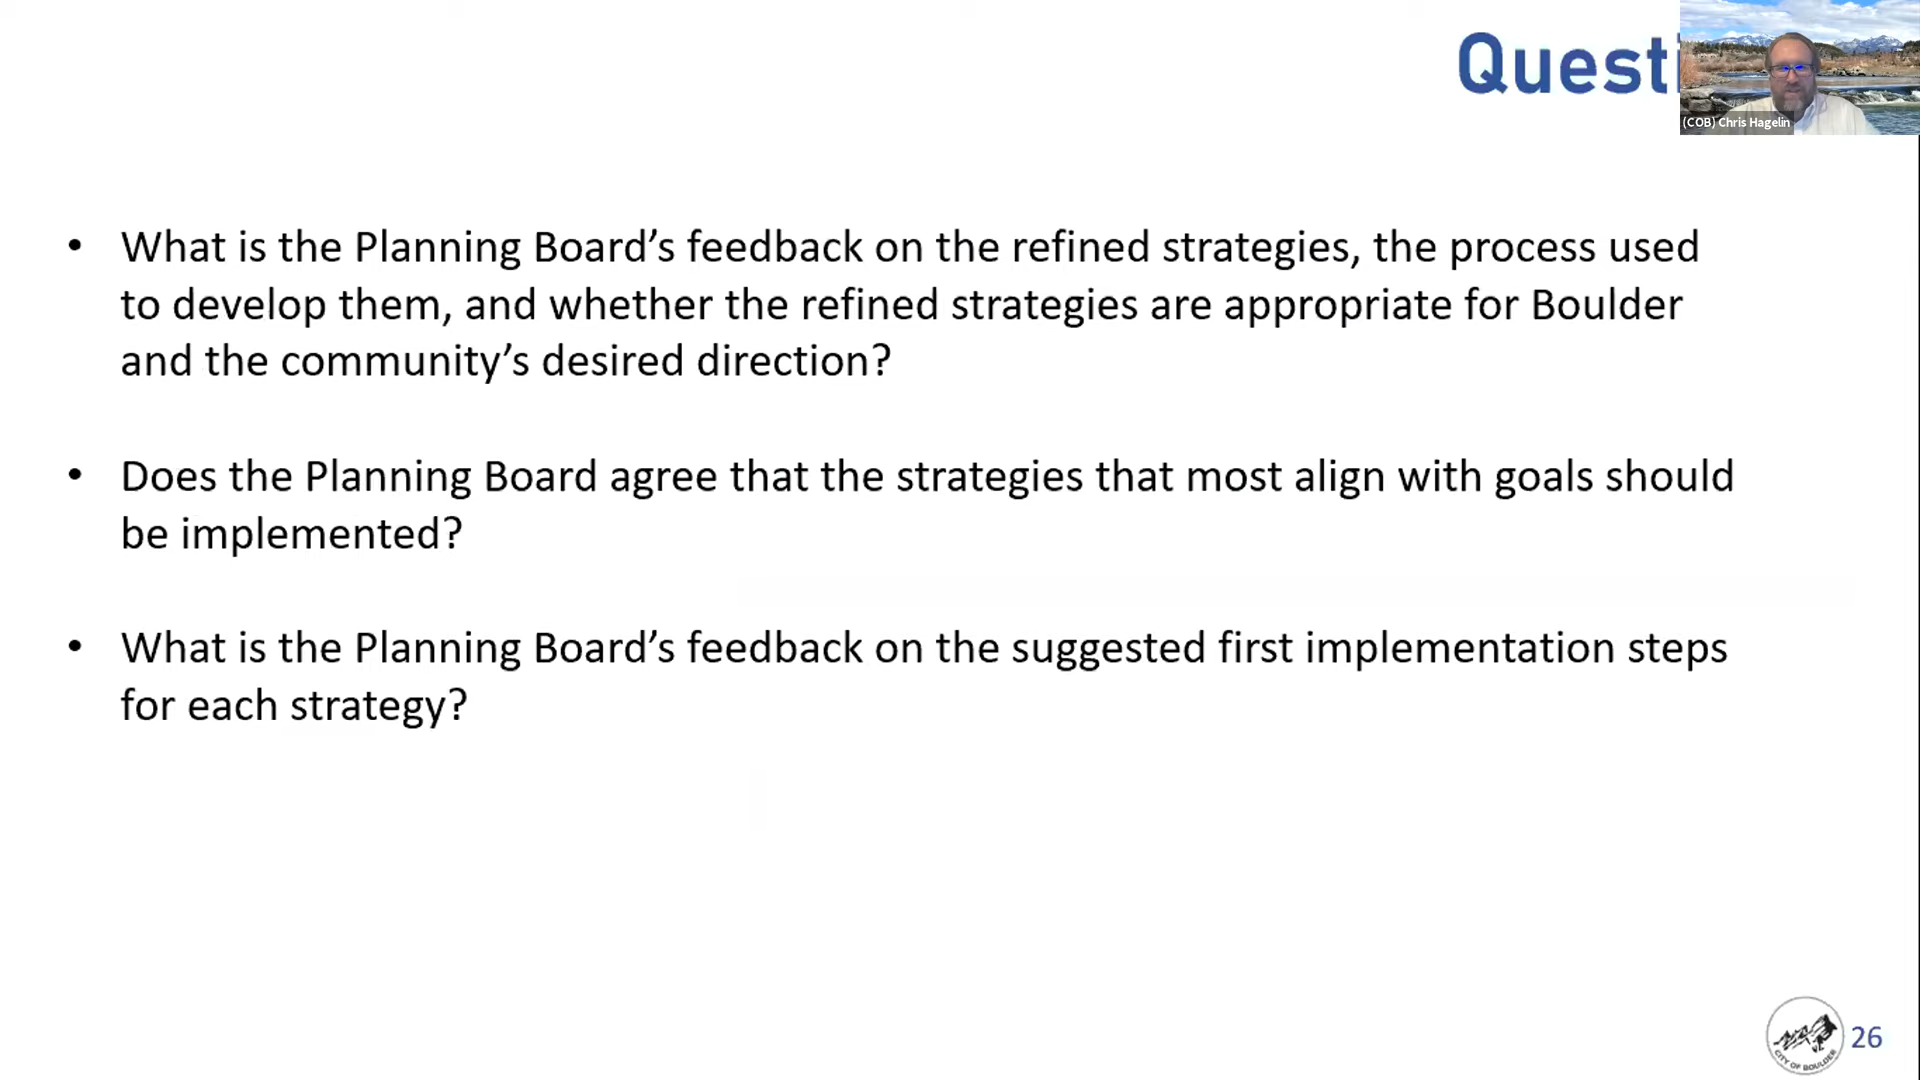 Questi
(COB) Chris Hagelin
• What is the Planning Board’s feedback on the refined strategies, the process used
to develop them, and whether the refined strategies are appropriate for Boulder
and the community’s desired direction?
• Does the Planning Board agree that the strategies that most align with goals should
be implemented?
• What is the Planning Board’s feedback on the suggested first implementation steps
for each strategy?
CITY OF BOULDER
26